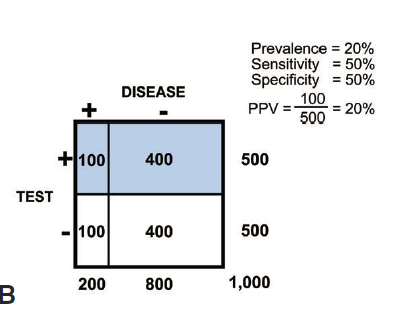 Prevalence = 20%
Sensitivity = 50%
Specificity = 50%
PPV = 100/500 = 20%
DISEASE
+ -
+ 100 400 500
TEST
- 100 400 500
200 800 1,000
B